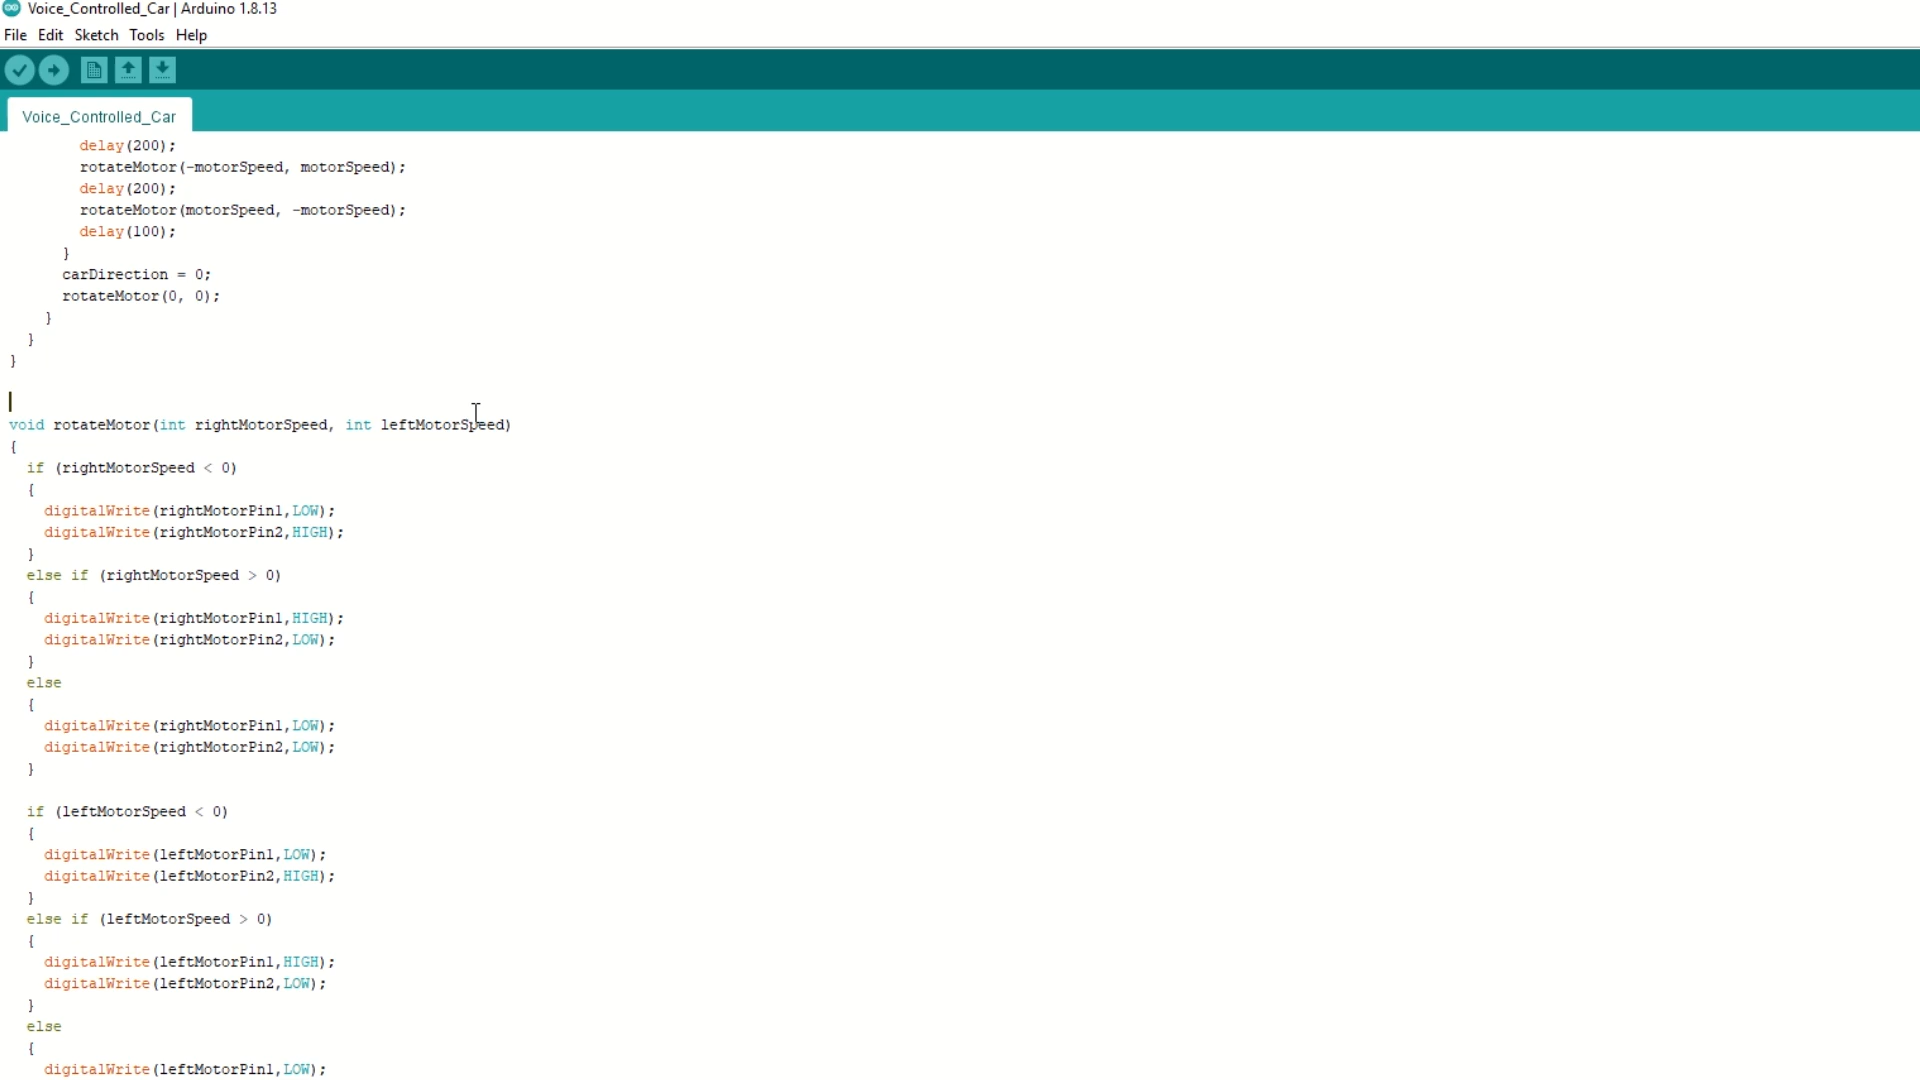 Voice_Controlled_Car | Arduino 1.8.13
File Edit Sketch Tools Help
Voice_Controlled_Car
        delay(200);
        rotateMotor(-motorSpeed, motorSpeed);
        delay(200);
        rotateMotor(motorSpeed, -motorSpeed);
        delay(100);
      }
      carDirection = 0;
      rotateMotor(0, 0);
    }
  }
}
void rotateMotor(int rightMotorSpeed, int leftMotorSpeed)
{
  if (rightMotorSpeed < 0)
  {
    digitalWrite(rightMotorPin1,LOW);
    digitalWrite(rightMotorPin2,HIGH);
  }
  else if (rightMotorSpeed > 0)
  {
    digitalWrite(rightMotorPin1,HIGH);
    digitalWrite(rightMotorPin2,LOW);
  }
  else
  {
    digitalWrite(rightMotorPin1,LOW);
    digitalWrite(rightMotorPin2,LOW);
  }
  if (leftMotorSpeed < 0)
  {
    digitalWrite(leftMotorPin1,LOW);
    digitalWrite(leftMotorPin2,HIGH);
  }
  else if (leftMotorSpeed > 0)
  {
    digitalWrite(leftMotorPin1,HIGH);
    digitalWrite(leftMotorPin2,LOW);
  }
  else
  {
    digitalWrite(leftMotorPin1,LOW);